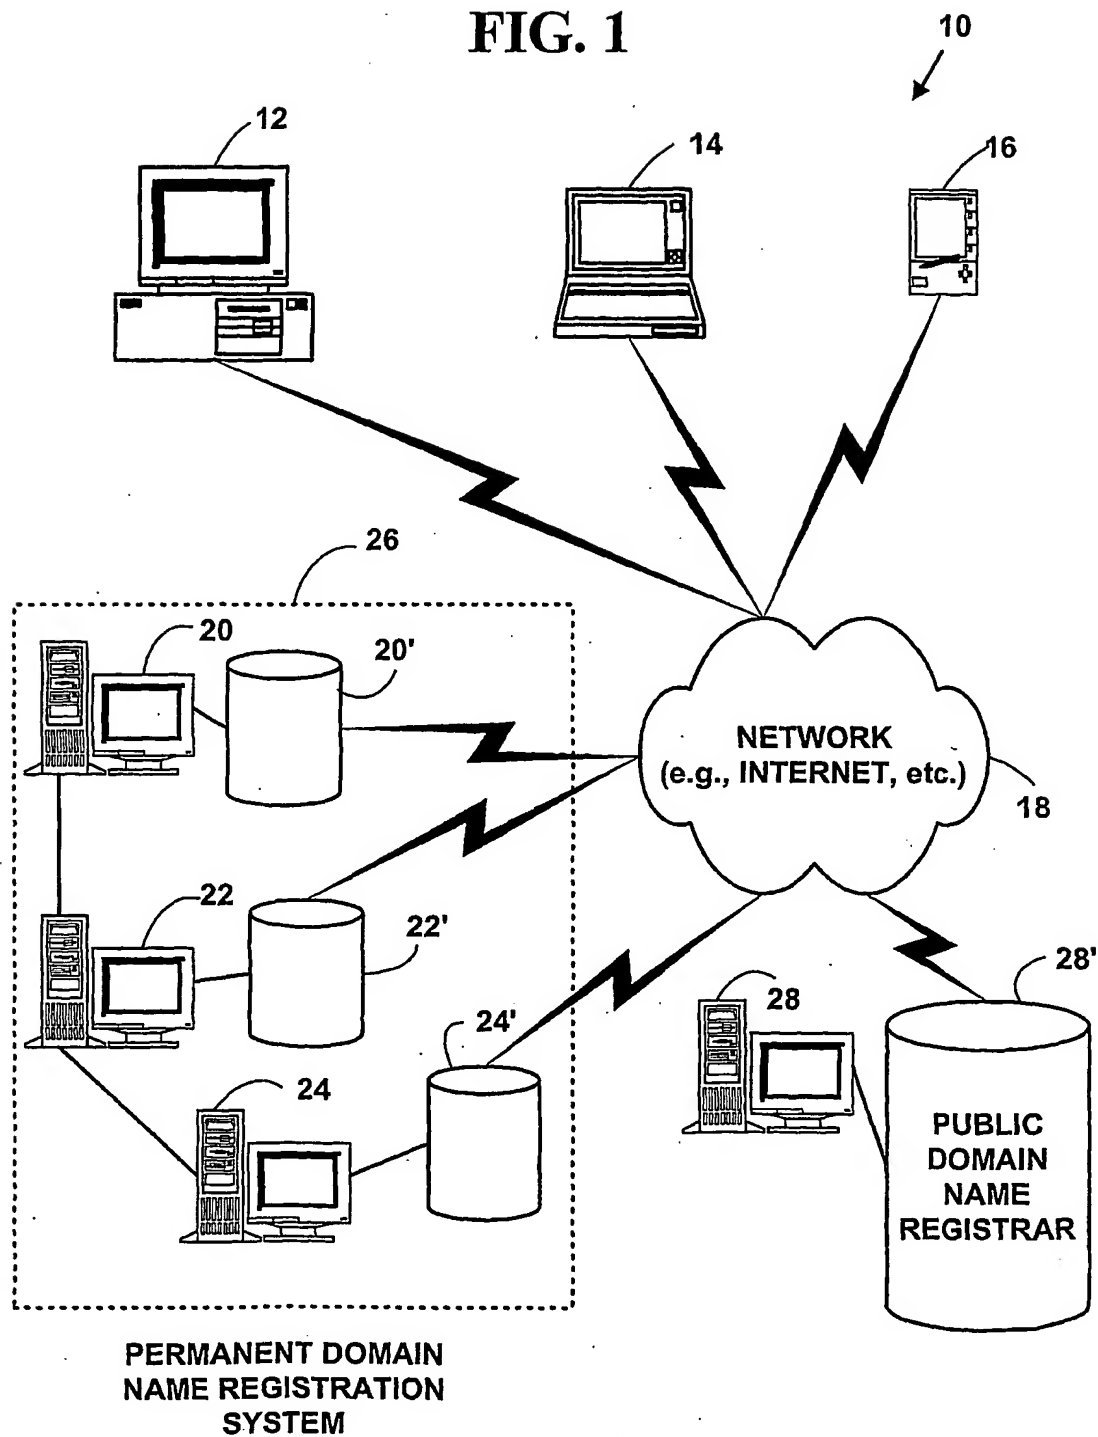 FIG. 1
10
12
14
16
26
20
20'
NETWORK
(e.g., INTERNET, etc.)
18
22
22'
28
28'
24'
24
PUBLIC
DOMAIN
NAME
REGISTRAR
PERMANENT DOMAIN
NAME REGISTRATION
SYSTEM